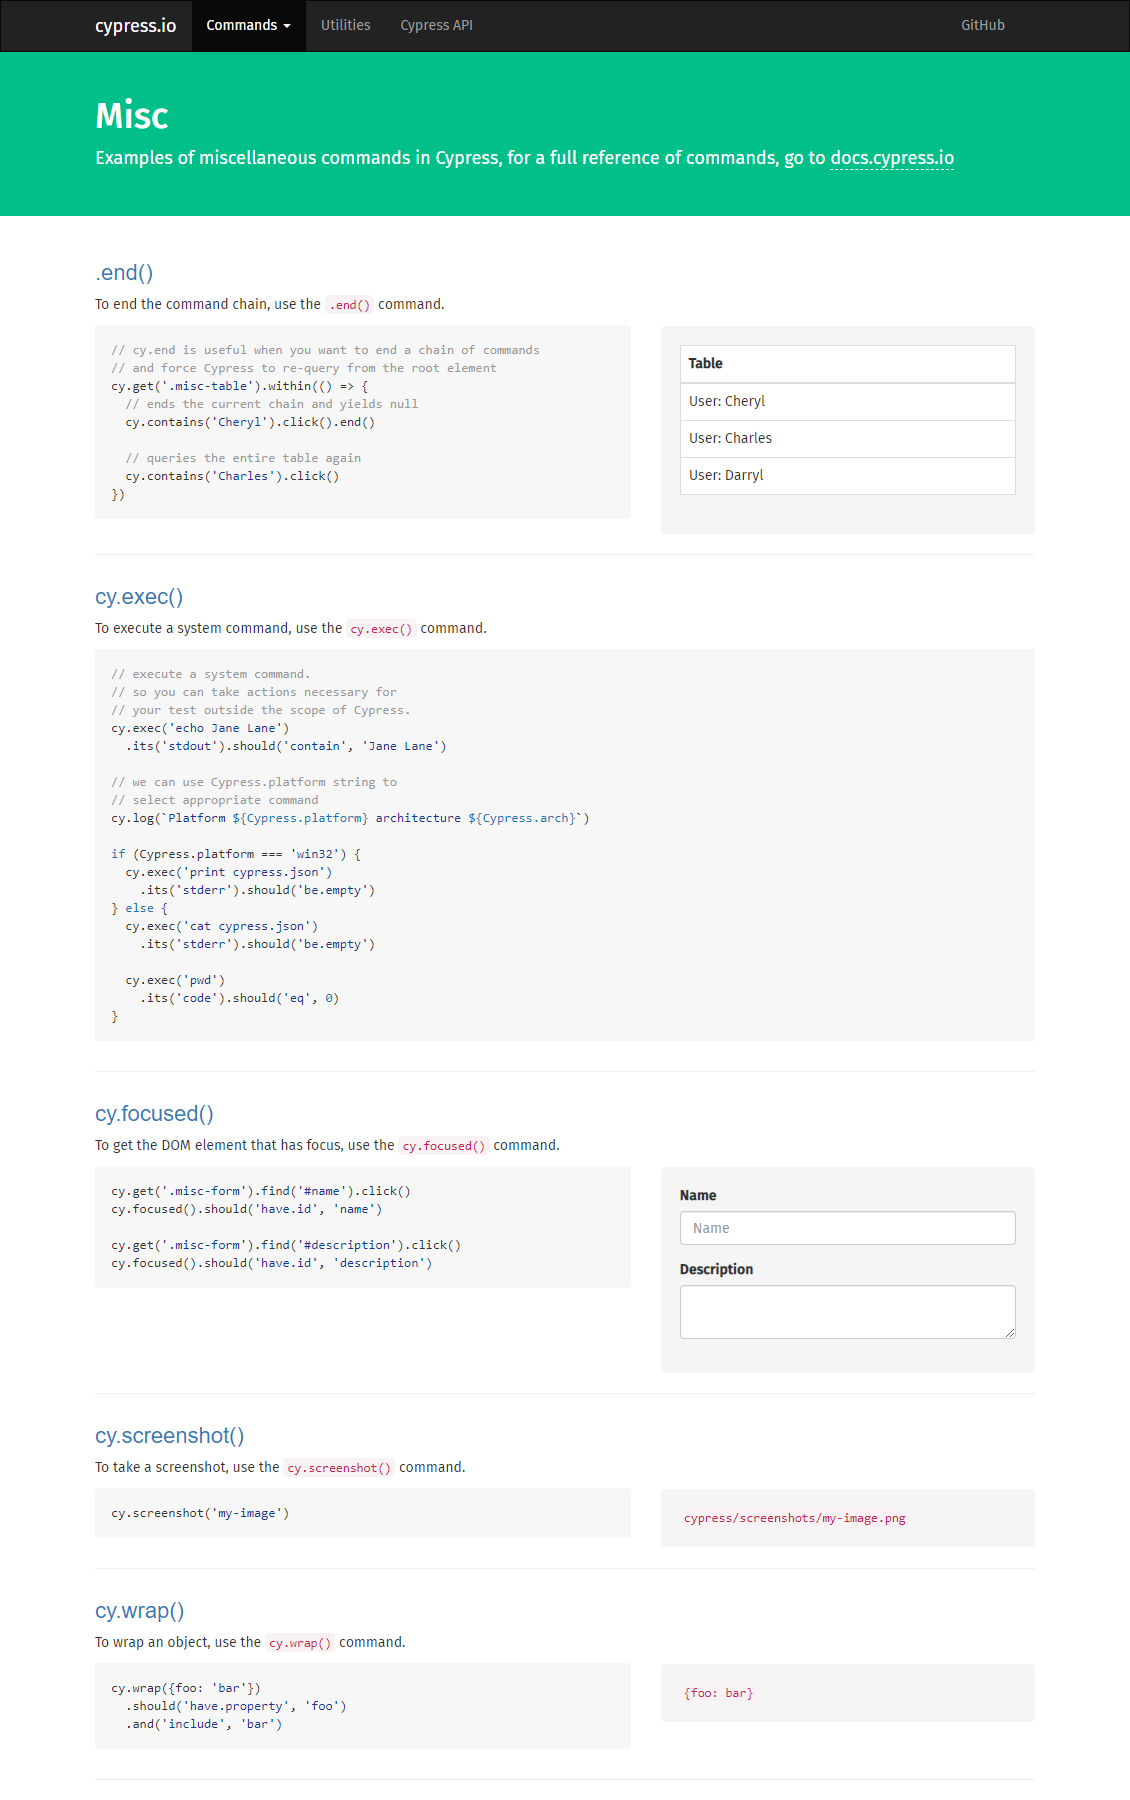 cypress.io Commands Utilities Cypress API GitHub
Misc
Examples of miscellaneous commands in Cypress, for a full reference of commands, go to docs.cypress.io
.end()
To end the command chain, use the .end() command.
// cy.end is useful when you want to end a chain of commands
// and force Cypress to re-query from the root element
cy.get('.misc-table').within(() => {
  // ends the current chain and yields null
  cy.contains('Cheryl').click().end()
  // queries the entire table again
  cy.contains('Charles').click()
})
Table
User: Cheryl
User: Charles
User: Darryl
cy.exec()
To execute a system command, use the cy.exec() command.
// execute a system command.
// so you can take actions necessary for
// your test outside the scope of Cypress.
cy.exec('echo Jane Lane')
  .its('stdout').should('contain', 'Jane Lane')
// we can use Cypress.platform string to
// select appropriate command
cy.log(`Platform ${Cypress.platform} architecture ${Cypress.arch}`)
if (Cypress.platform === 'win32') {
  cy.exec('print cypress.json')
    .its('stderr').should('be.empty')
} else {
  cy.exec('cat cypress.json')
    .its('stderr').should('be.empty')
  cy.exec('pwd')
    .its('code').should('eq', 0)
}
cy.focused()
To get the DOM element that has focus, use the cy.focused() command.
cy.get('.misc-form').find('#name').click()
cy.focused().should('have.id', 'name')
cy.get('.misc-form').find('#description').click()
cy.focused().should('have.id', 'description')
Name
Name
Description
cy.screenshot()
To take a screenshot, use the cy.screenshot() command.
cy.screenshot('my-image')
cypress/screenshots/my-image.png
cy.wrap()
To wrap an object, use the cy.wrap() command.
cy.wrap({foo: 'bar'})
  .should('have.property', 'foo')
  .and('include', 'bar')
{foo: bar}